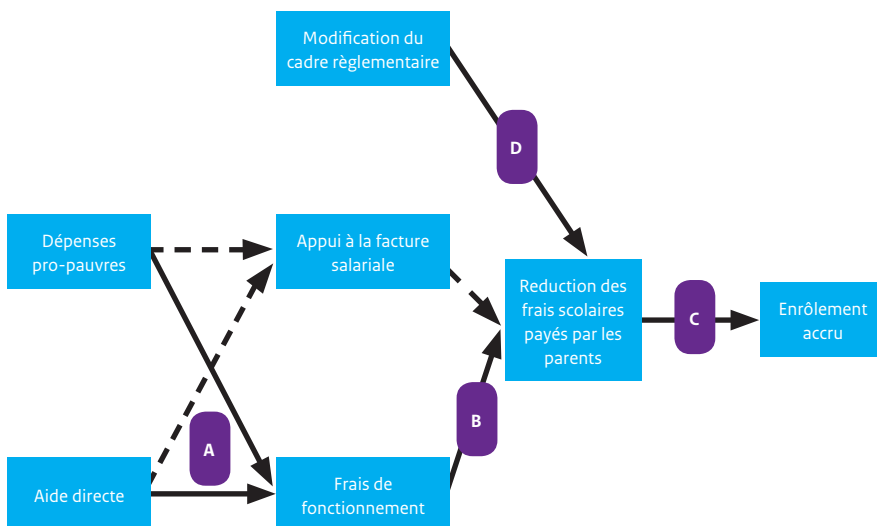 Modification du
cadre règlementaire
D
Dépenses
pro-pauvres
Appui à la facture
salariale
Reduction des
frais scolaires
payés par les
parents
C
Enrôlement
accru
A
B
Aide directe
Frais de
fonctionnement